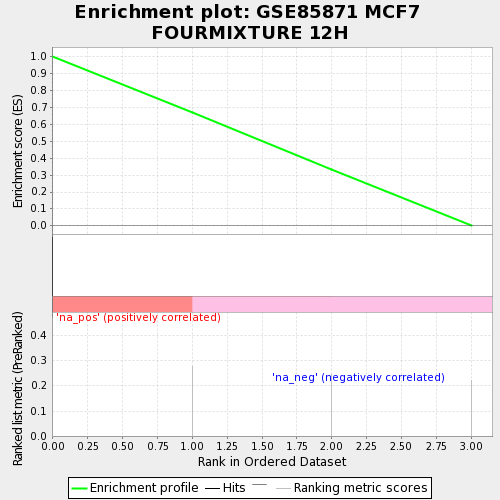 Enrichment plot: GSE85871 MCF7
FOURMIXTURE 12H
Enrichment score (ES)
1.0
0.9
0.8
0.7
0.6
0.5
0.4
0.3
0.2
0.1
0.0
'na_pos' (positively correlated)
'na_neg' (negatively correlated)
Ranked list metric (PreRanked)
0.4
0.3
0.2
0.1
0.0
0.00 0.25 0.50 0.75 1.00 1.25 1.50 1.75 2.00 2.25 2.50 2.75 3.00
Rank in Ordered Dataset
Enrichment profile Hits Ranking metric scores